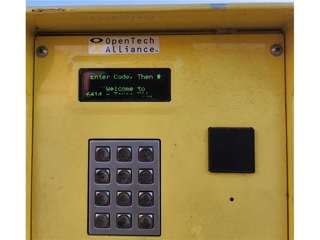 OpenTech
Alliance
Enter Code, Then #
Welcome to